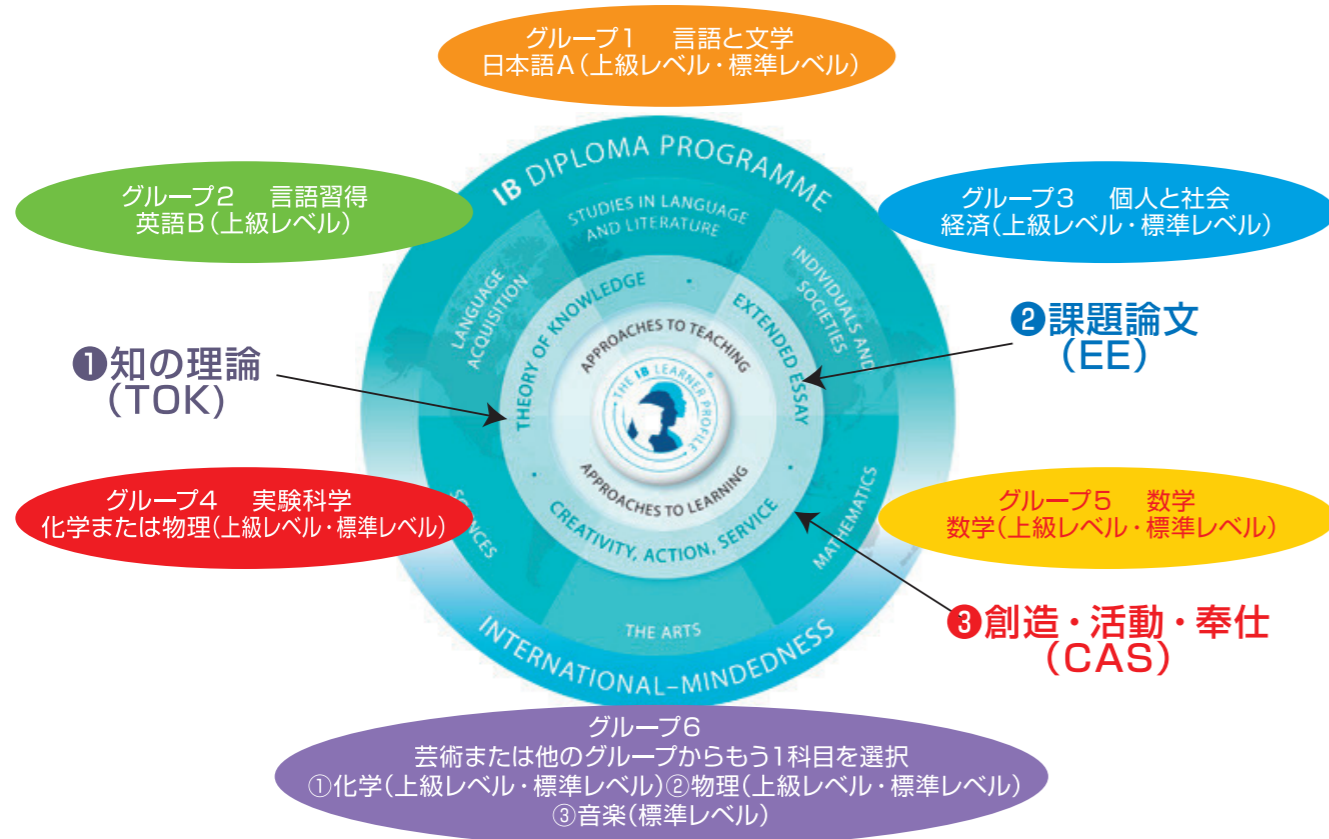 グループ1 言語と文学
日本語A(上級レベル・標準レベル)
グループ2 言語習得
英語B(上級レベル)
グループ3 個人と社会
経済(上級レベル・標準レベル)
❶知の理論
(TOK)
❷課題論文
(EE)
IB DIPLOMA PROGRAMME
STUDIES IN LANGUAGE
AND LITERATURE
LANGUAGE
ACQUISITION
INDIVIDUALS AND
SOCIETIES
THEORY OF KNOWLEDGE
EXTENDED ESSAY
APPROACHES TO TEACHING
THE IB LEARNER PROFILE
®
APPROACHES TO LEARNING
CREATIVITY, ACTION, SERVICE
MATHEMATICS
THE ARTS
INTERNATIONAL–MINDEDNESS
グループ4 実験科学
化学または物理(上級レベル・標準レベル)
グループ5 数学
数学(上級レベル・標準レベル)
❸創造・活動・奉仕
(CAS)
グループ6
芸術または他のグループからもう1科目を選択
①化学(上級レベル・標準レベル)②物理(上級レベル・標準レベル)
③音楽(標準レベル)